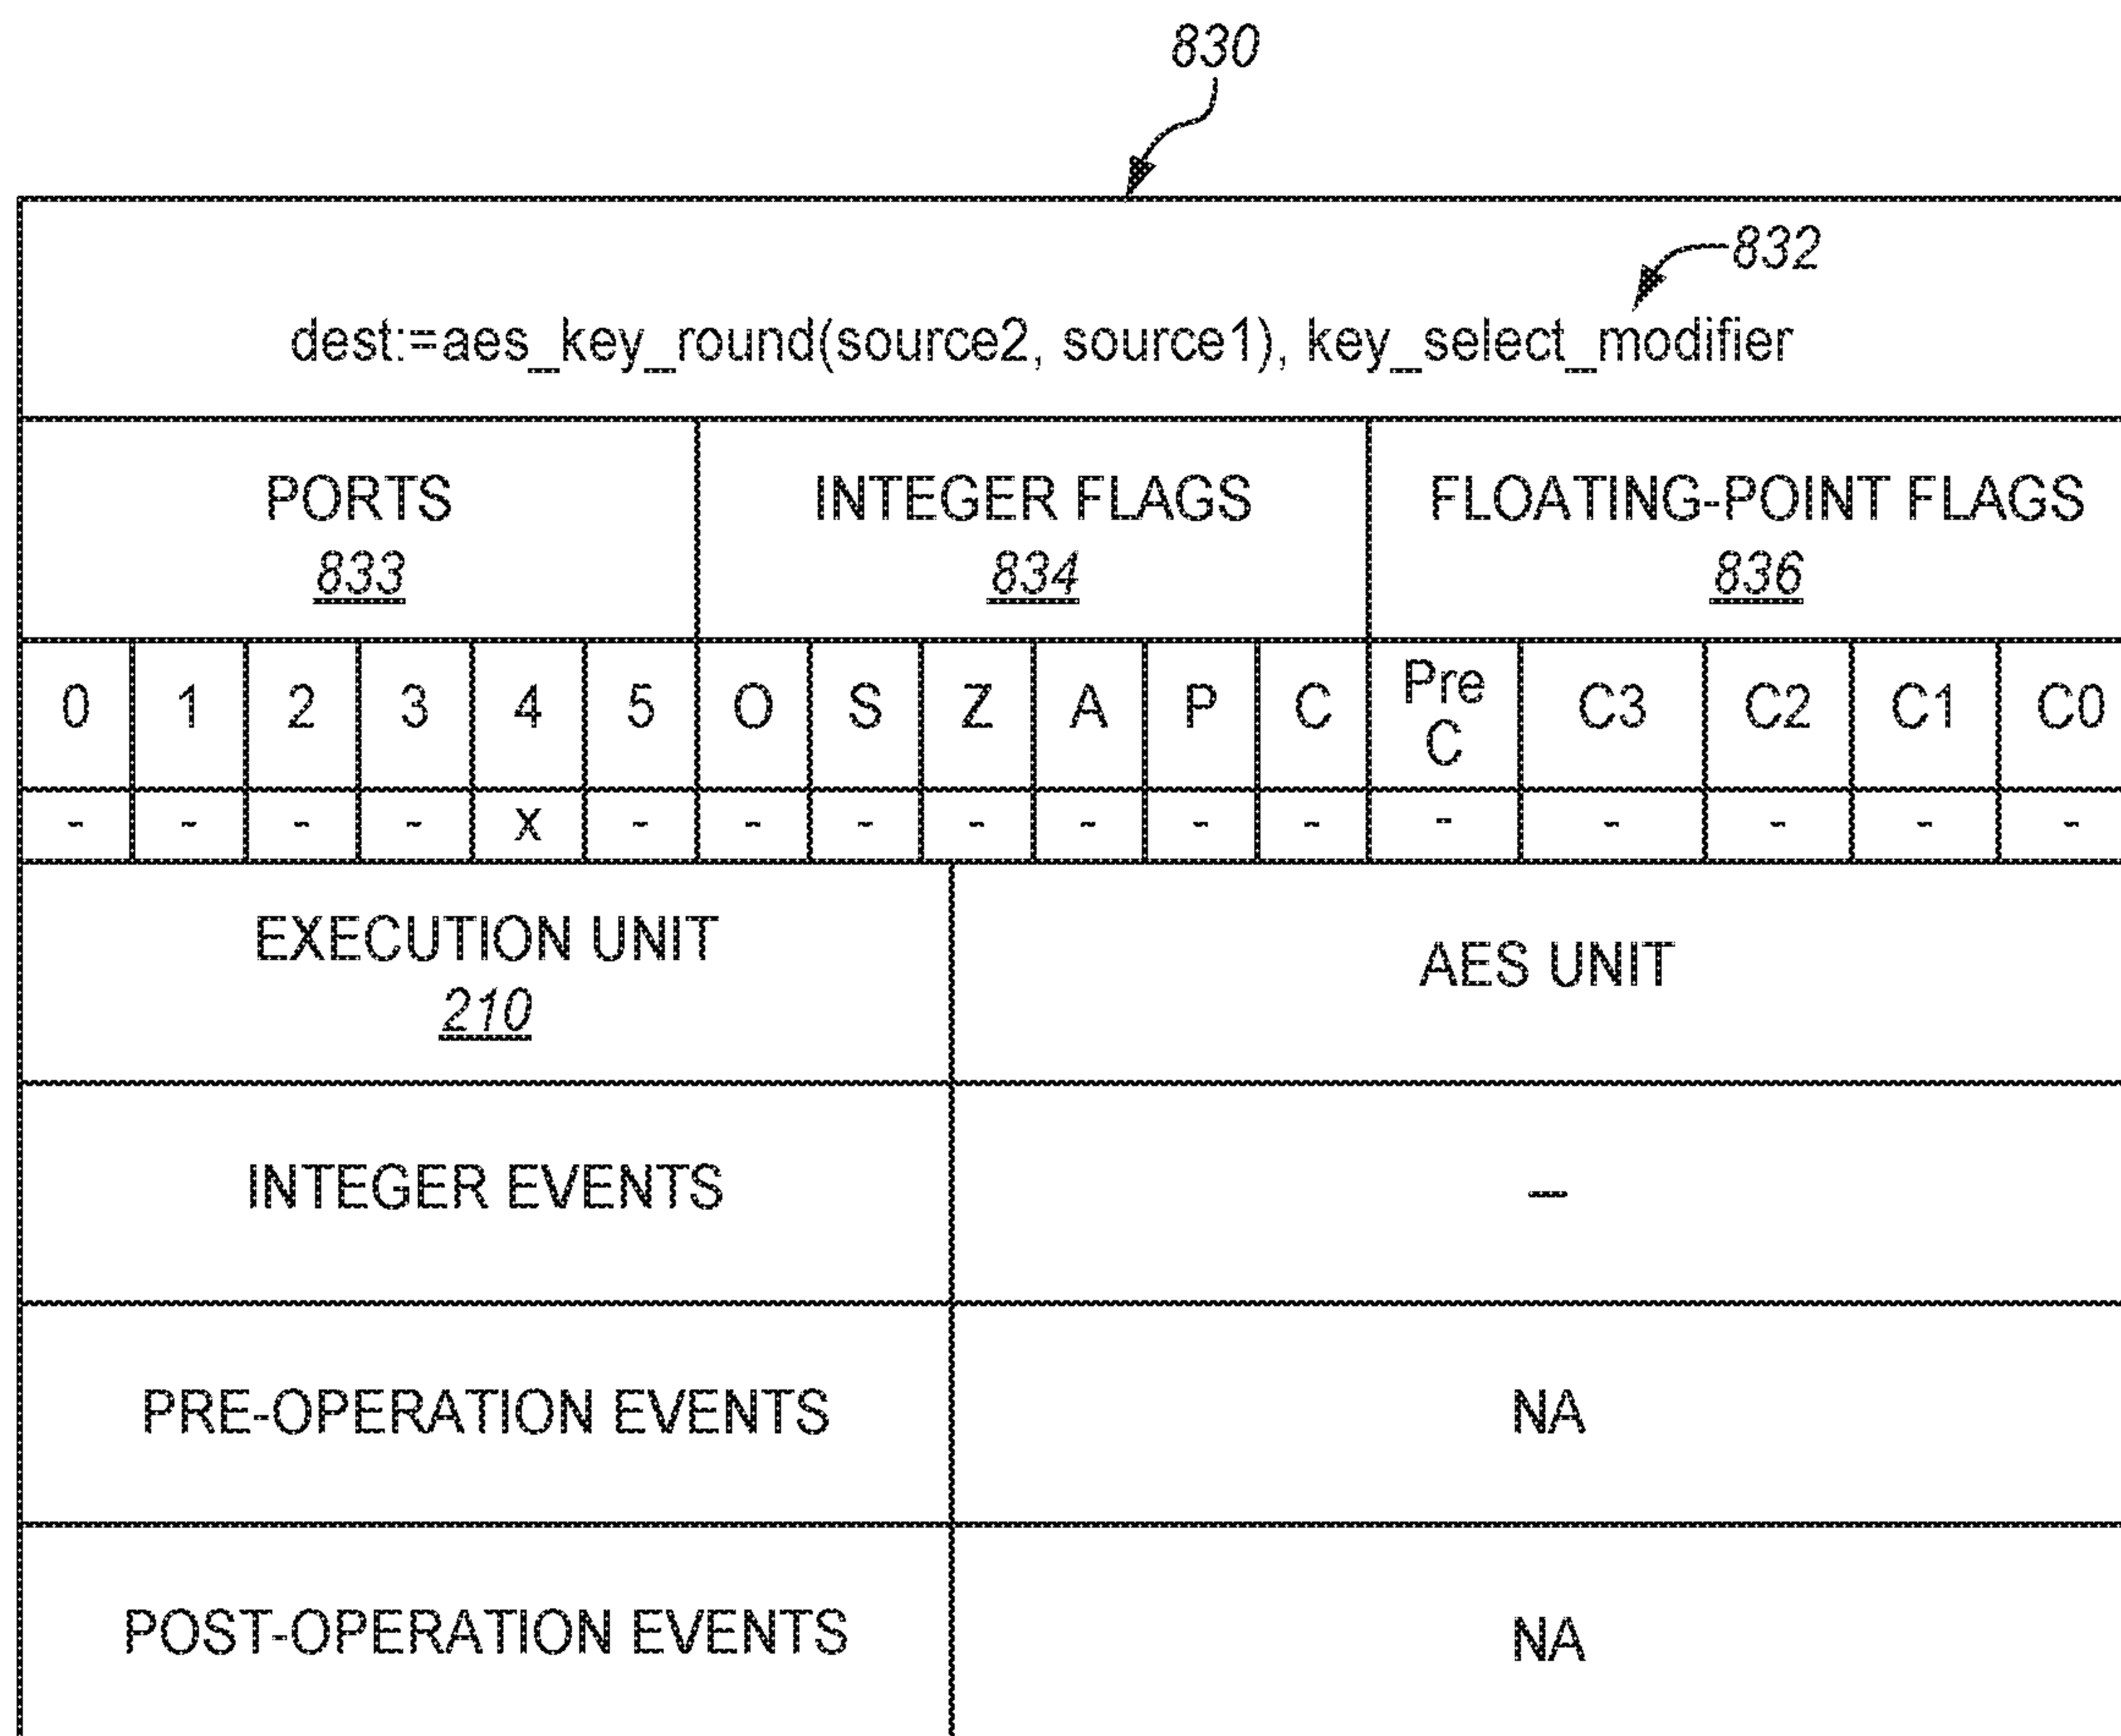 830
832
dest:=aes_key_round(source2, source1), key_select_modifier
PORTS INTEGER FLAGS FLOATING-POINT FLAGS
833 834 836
0 1 2 3 4 5 O S Z A P C Pre C C3 C2 C1 C0
- - - - x - - - - - - - - - - - -
EXECUTION UNIT AES UNIT
210
INTEGER EVENTS –
PRE-OPERATION EVENTS NA
POST-OPERATION EVENTS NA